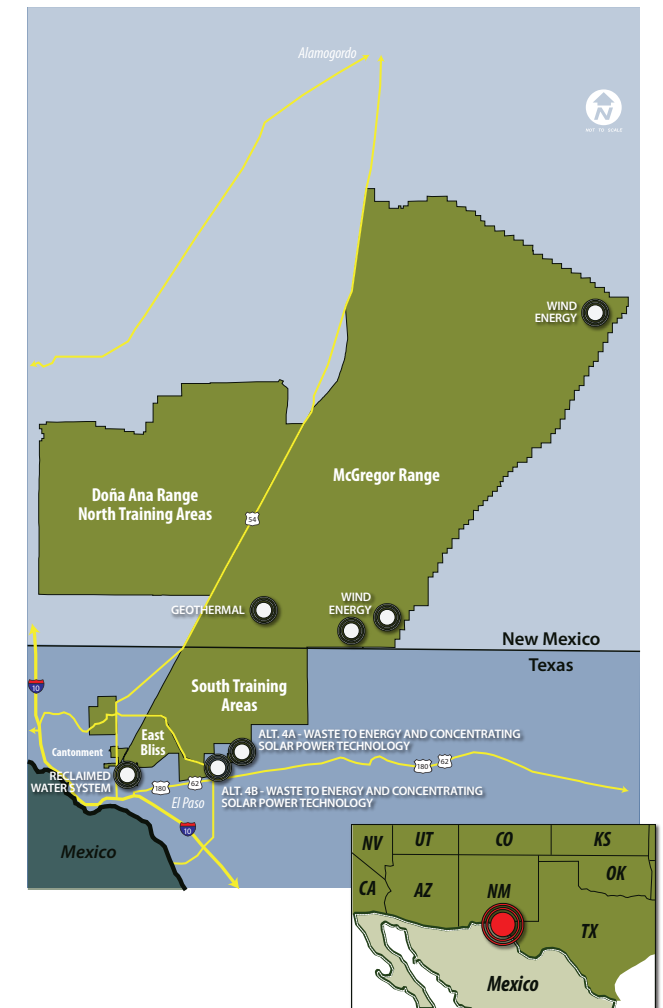 Alamogordo
N
NOT TO SCALE
WIND
ENERGY
McGregor Range
Doña Ana Range
North Training Areas
54
GEOTHERMAL
WIND
ENERGY
New Mexico
Texas
10
South Training
Areas
East
Bliss
Cantonment
ALT. 4A - WASTE TO ENERGY AND CONCENTRATING
SOLAR POWER TECHNOLOGY
180
62
RECLAIMED
WATER SYSTEM
180
62
ALT. 4B - WASTE TO ENERGY AND CONCENTRATING
SOLAR POWER TECHNOLOGY
El Paso
10
Mexico
NV
UT
CO
KS
CA
AZ
NM
OK
TX
Mexico